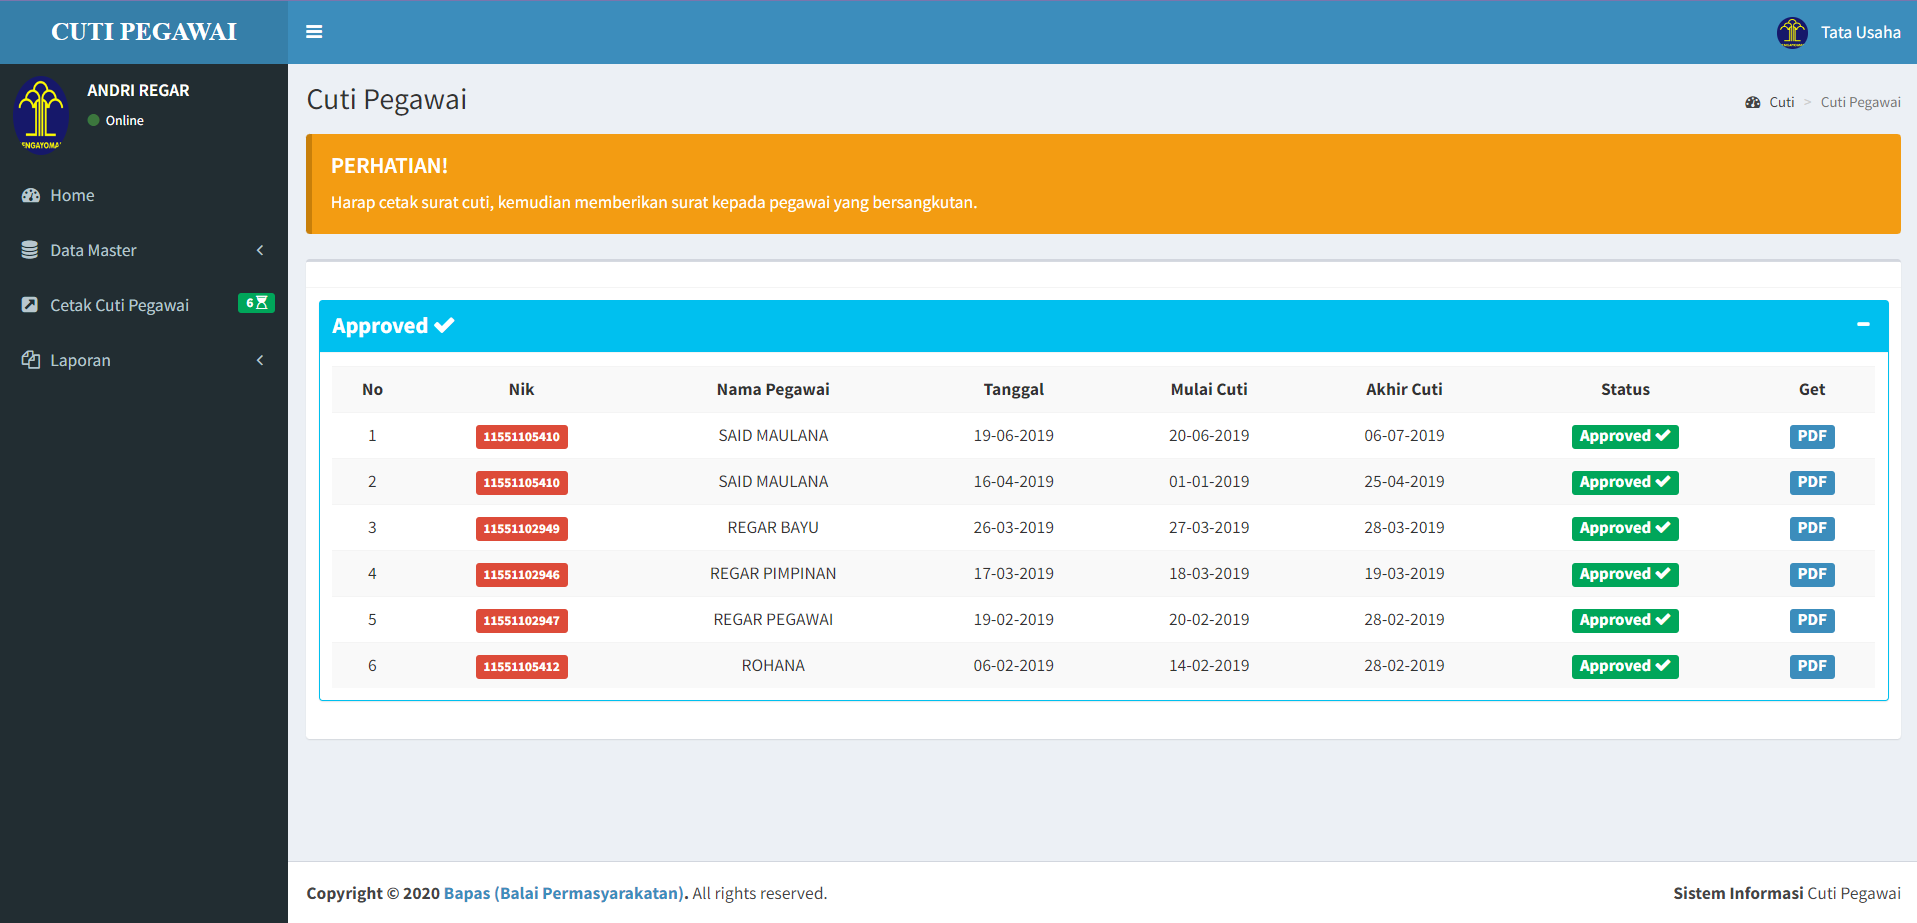 CUTI PEGAWAI
Tata Usaha
ANDRI REGAR
Online
Home
Data Master
Cetak Cuti Pegawai 6
Laporan
Cuti Pegawai
Cuti > Cuti Pegawai
PERHATIAN!
Harap cetak surat cuti, kemudian memberikan surat kepada pegawai yang bersangkutan.
Approved
No Nik Nama Pegawai Tanggal Mulai Cuti Akhir Cuti Status Get
1 11551105410 SAID MAULANA 19-06-2019 20-06-2019 06-07-2019 Approved PDF
2 11551105410 SAID MAULANA 16-04-2019 01-01-2019 25-04-2019 Approved PDF
3 11551102949 REGAR BAYU 26-03-2019 27-03-2019 28-03-2019 Approved PDF
4 11551102946 REGAR PIMPINAN 17-03-2019 18-03-2019 19-03-2019 Approved PDF
5 11551102947 REGAR PEGAWAI 19-02-2019 20-02-2019 28-02-2019 Approved PDF
6 11551105412 ROHANA 06-02-2019 14-02-2019 28-02-2019 Approved PDF
Copyright © 2020 Bapas (Balai Permasyarakatan). All rights reserved.
Sistem Informasi Cuti Pegawai